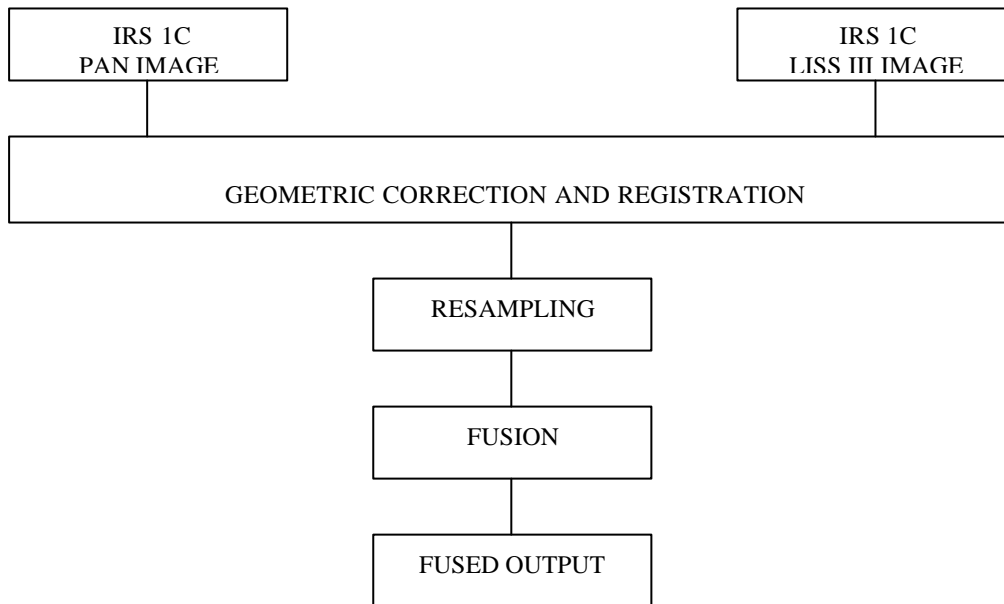 IRS 1C
PAN IMAGE
IRS 1C
LISS III IMAGE
GEOMETRIC CORRECTION AND REGISTRATION
RESAMPLING
FUSION
FUSED OUTPUT